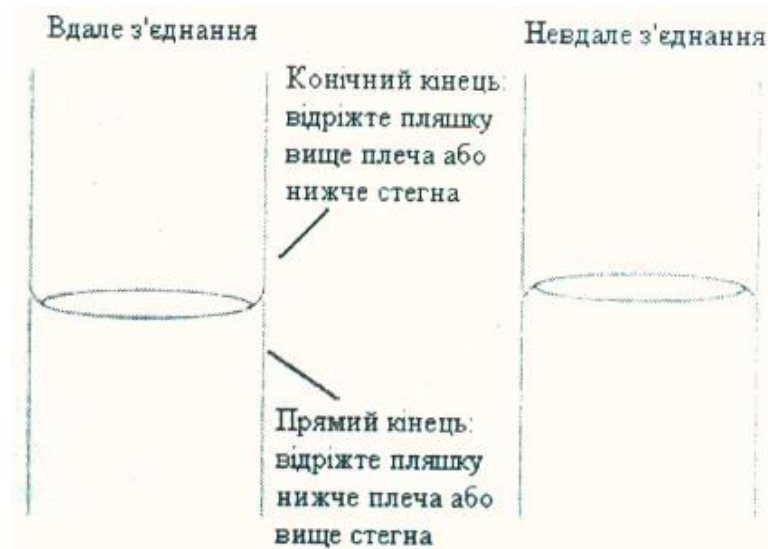 Вдале з'єднання
Невдале з'єднання
Конічний кінець:
відріжте пляшку
вище плеча або
нижче стегна
Прямий кінець:
відріжте пляшку
нижче плеча або
вище стегна